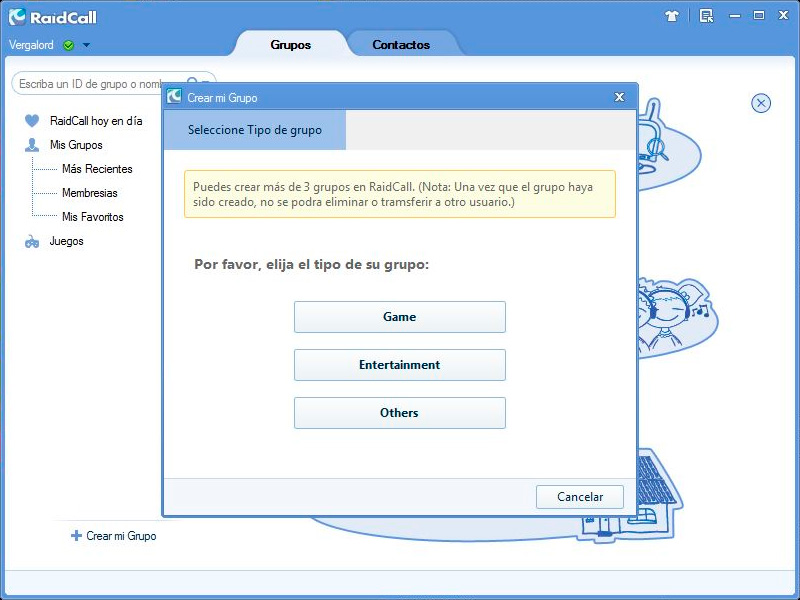 RaidCall
Vergalord
Grupos
Contactos
Escriba un ID de grupo o
RaidCall hoy en día
Mis Grupos
Más Recientes
Membresias
Mis Favoritos
Juegos
Crear mi Grupo
Crear mi Grupo
Seleccione Tipo de grupo
Puedes crear más de 3 grupos en RaidCall. (Nota: Una vez que el grupo haya
sido creado, no se podra eliminar o tramsferir a otro usuario.)
Por favor, elija el tipo de su grupo:
Game
Entertainment
Others
Cancelar